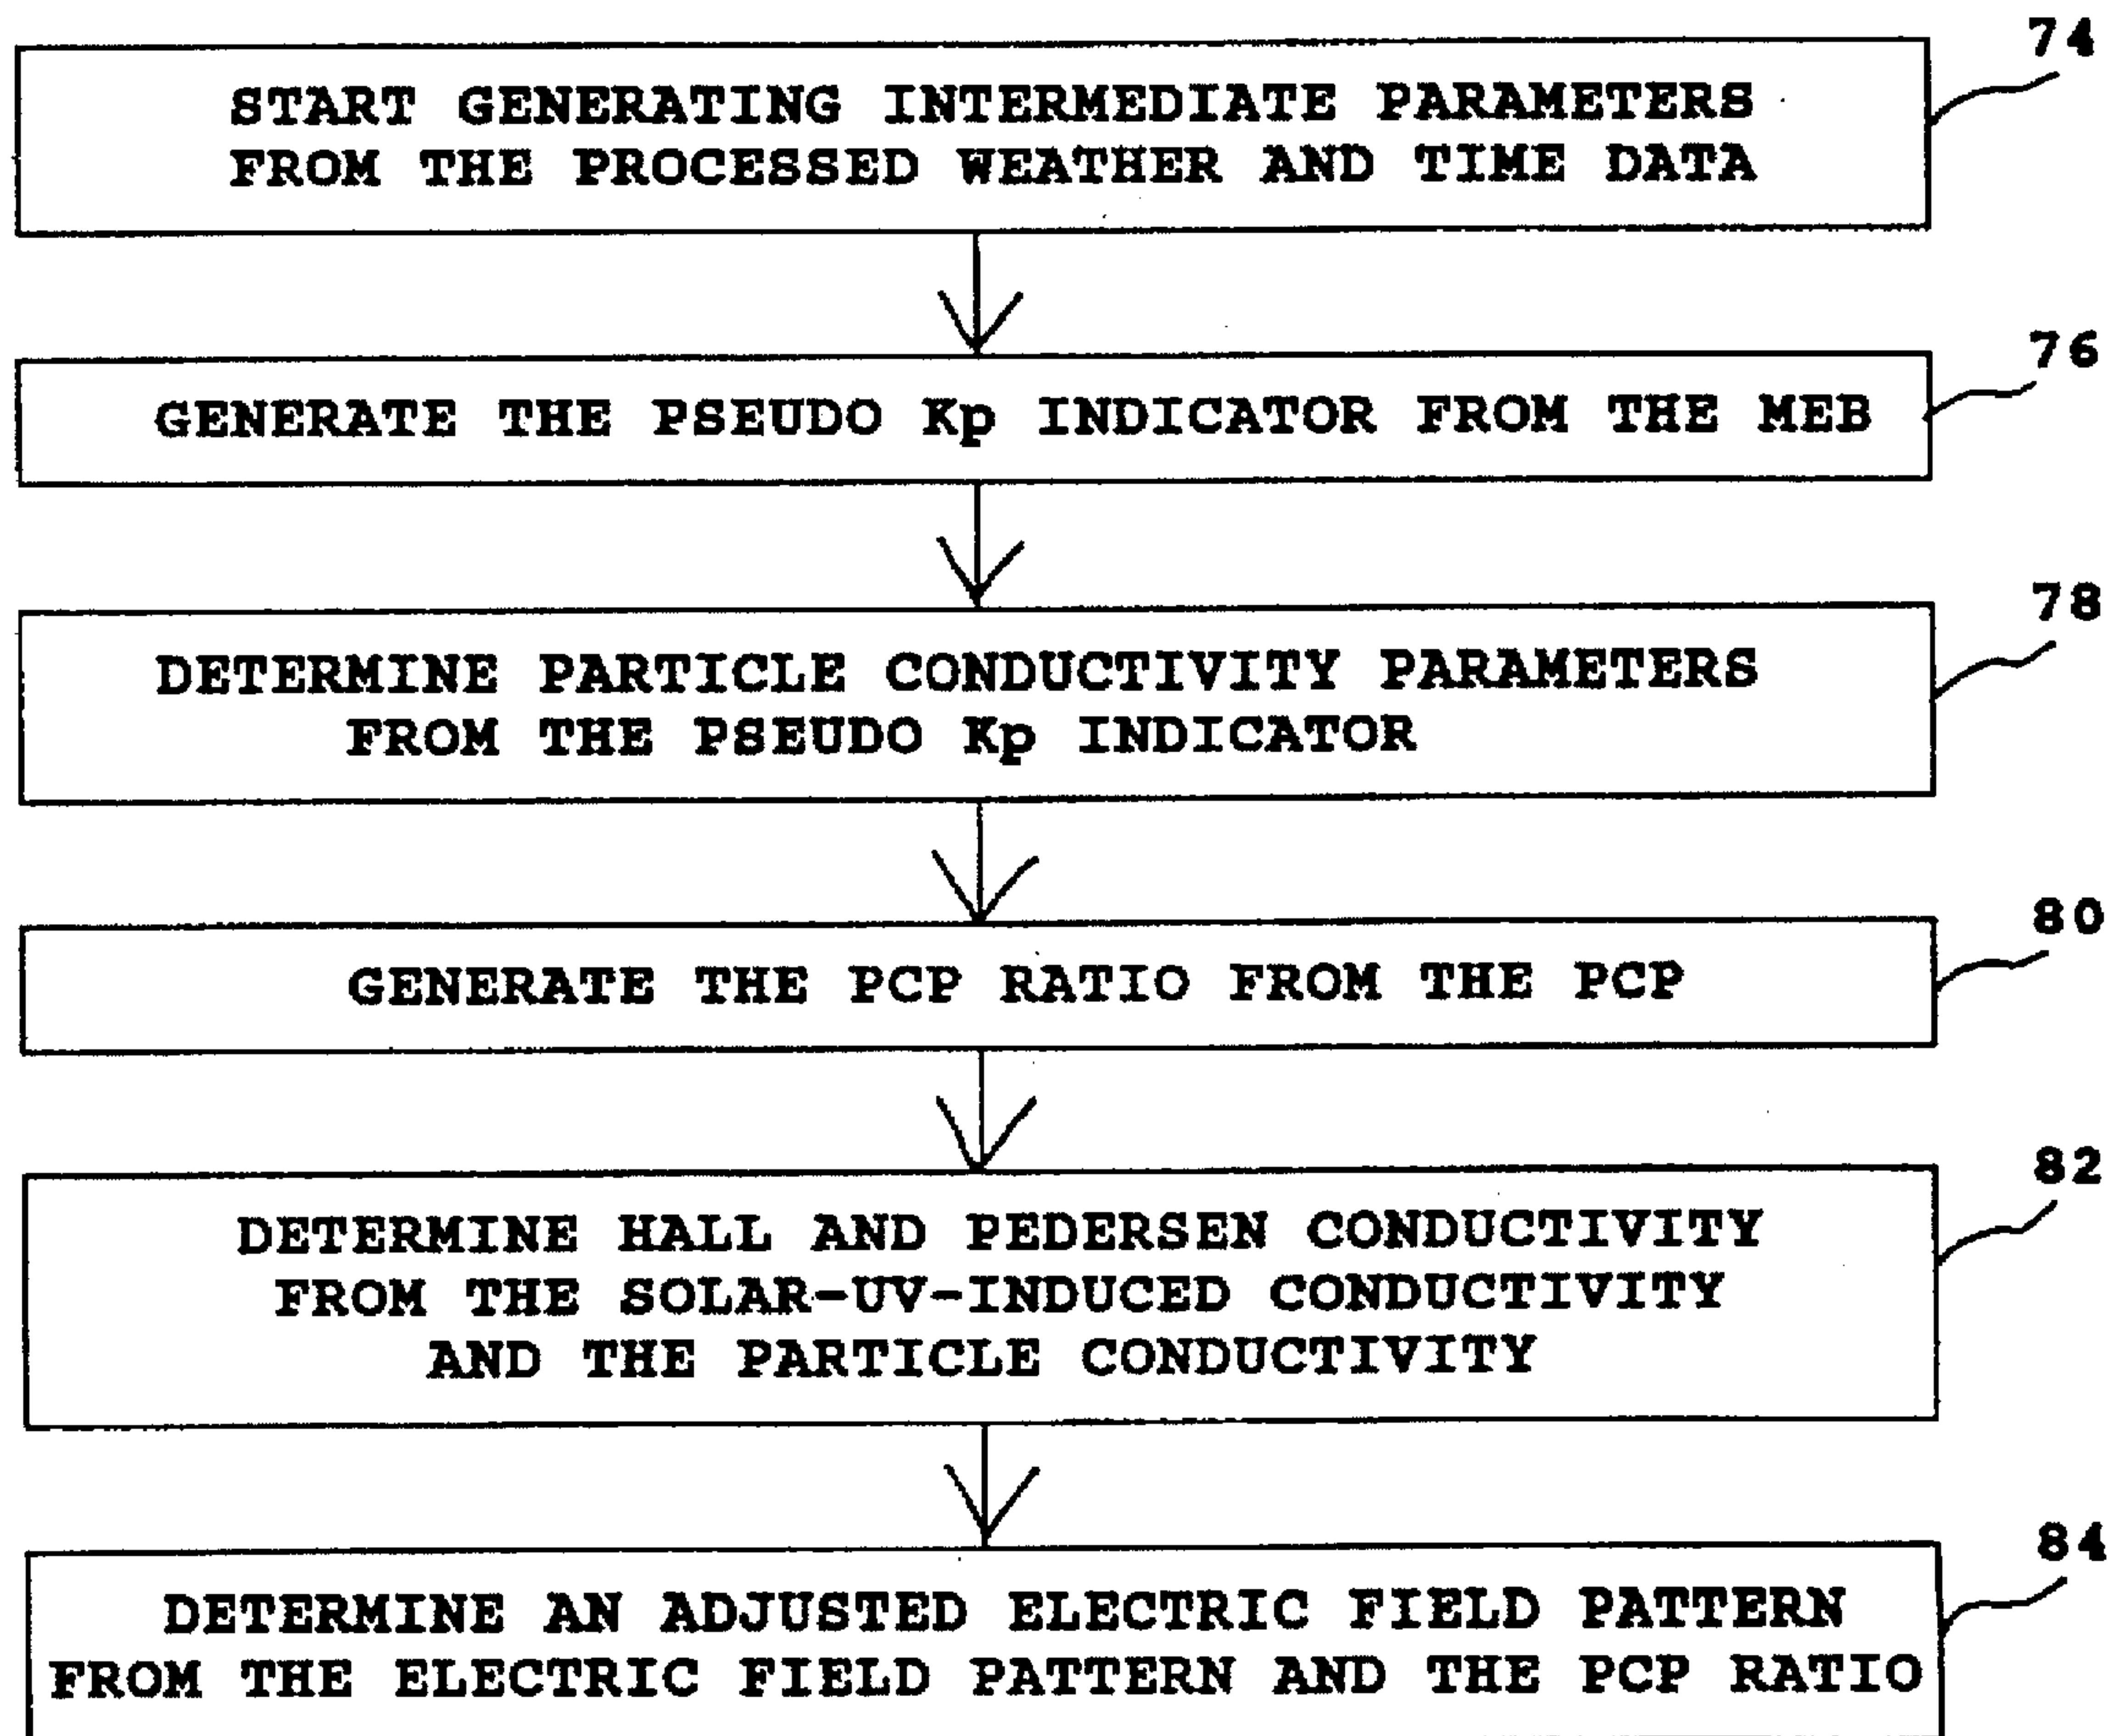 74
START GENERATING INTERMEDIATE PARAMETERS
FROM THE PROCESSED WEATHER AND TIME DATA
76
GENERATE THE PSEUDO Kp INDICATOR FROM THE MEB
78
DETERMINE PARTICLE CONDUCTIVITY PARAMETERS
FROM THE PSEUDO Kp INDICATOR
80
GENERATE THE PCP RATIO FROM THE PCP
82
DETERMINE HALL AND PEDERSEN CONDUCTIVITY
FROM THE SOLAR-UV-INDUCED CONDUCTIVITY
AND THE PARTICLE CONDUCTIVITY
84
DETERMINE AN ADJUSTED ELECTRIC FIELD PATTERN
FROM THE ELECTRIC FIELD PATTERN AND THE PCP RATIO